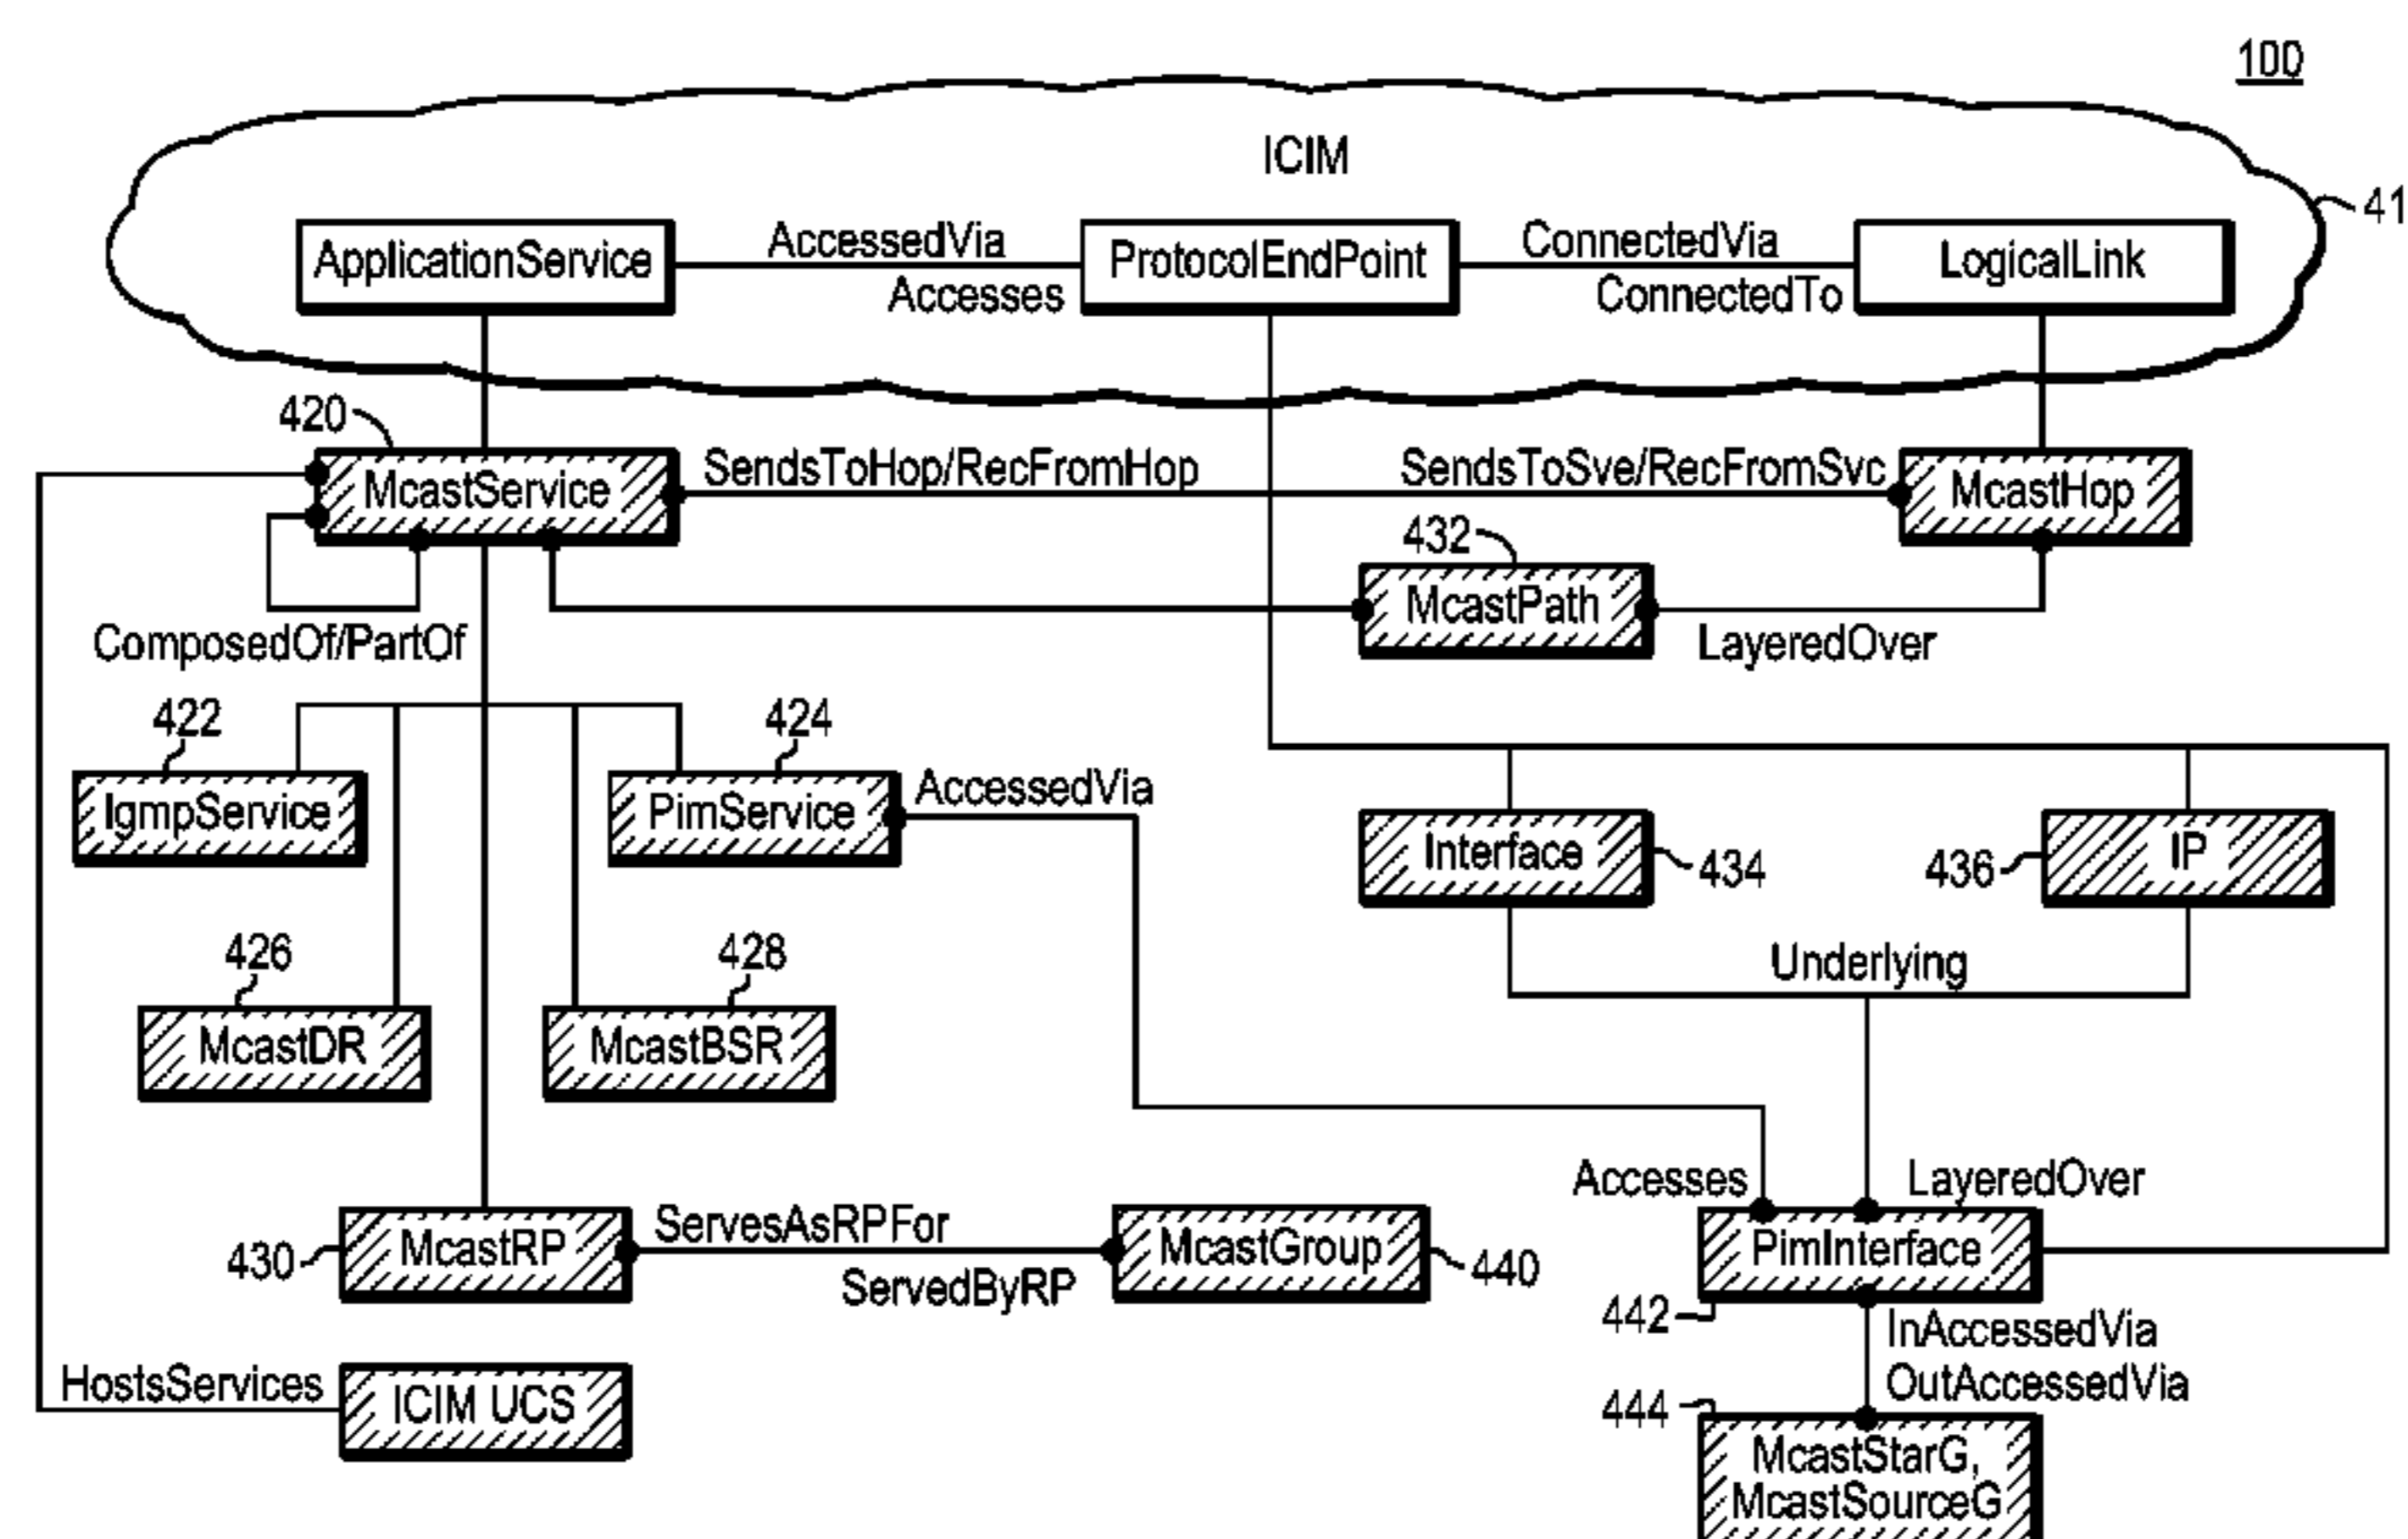 100
ICIM
41
ApplicationService
AccessedVia
Accesses
ProtocolEndPoint
ConnectedVia
ConnectedTo
LogicalLink
420
McastService
SendsToHop/RecFromHop
SendsToSve/RecFromSvc
McastHop
432
McastPath
LayeredOver
ComposedOf/PartOf
422
IgmpService
424
PimService
AccessedVia
Interface
434
436
IP
Underlying
426
McastDR
428
McastBSR
Accesses
LayeredOver
430
McastRP
ServesAsRPFor
ServedByRP
McastGroup
440
PimInterface
442
InAccessedVia
OutAccessedVia
HostsServices
ICIM UCS
444
McastStarG,
McastSourceG